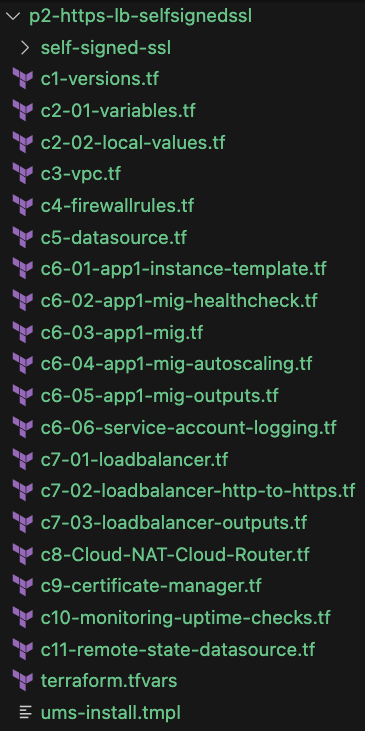 p2-https-lb-selfsignedssl
self-signed-ssl
c1-versions.tf
c2-01-variables.tf
c2-02-local-values.tf
c3-vpc.tf
c4-firewallrules.tf
c5-datasource.tf
c6-01-app1-instance-template.tf
c6-02-app1-mig-healthcheck.tf
c6-03-app1-mig.tf
c6-04-app1-mig-autoscaling.tf
c6-05-app1-mig-outputs.tf
c6-06-service-account-logging.tf
c7-01-loadbalancer.tf
c7-02-loadbalancer-http-to-https.tf
c7-03-loadbalancer-outputs.tf
c8-Cloud-NAT-Cloud-Router.tf
c9-certificate-manager.tf
c10-monitoring-uptime-checks.tf
c11-remote-state-datasource.tf
terraform.tfvars
ums-install.tmpl